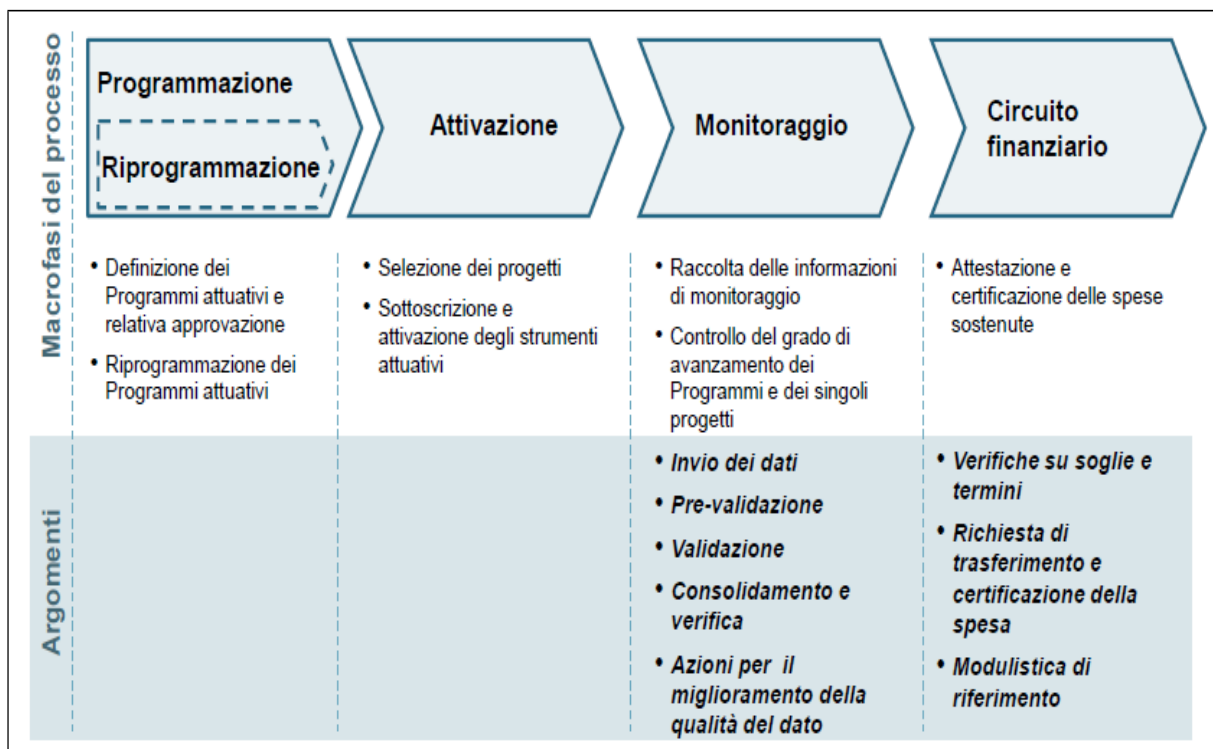 Macrofasi del processo
Programmazione
Riprogrammazione
Attivazione
Monitoraggio
Circuito
finanziario
• Definizione dei
Programmi attuativi e
relativa approvazione
• Riprogrammazione dei
Programmi attuativi
• Selezione dei progetti
• Sottoscrizione e
attivazione degli strumenti
attuativi
• Raccolta delle informazioni
di monitoraggio
• Controllo del grado di
avanzamento dei
Programmi e dei singoli
progetti
• Attestazione e
certificazione delle spese
sostenute
Argomenti
• Invio dei dati
• Pre-validazione
• Validazione
• Consolidamento e
verifica
• Azioni per il
miglioramento della
qualità del dato
• Verifiche su soglie e
termini
• Richiesta di
trasferimento e
certificazione della
spesa
• Modulistica di
riferimento